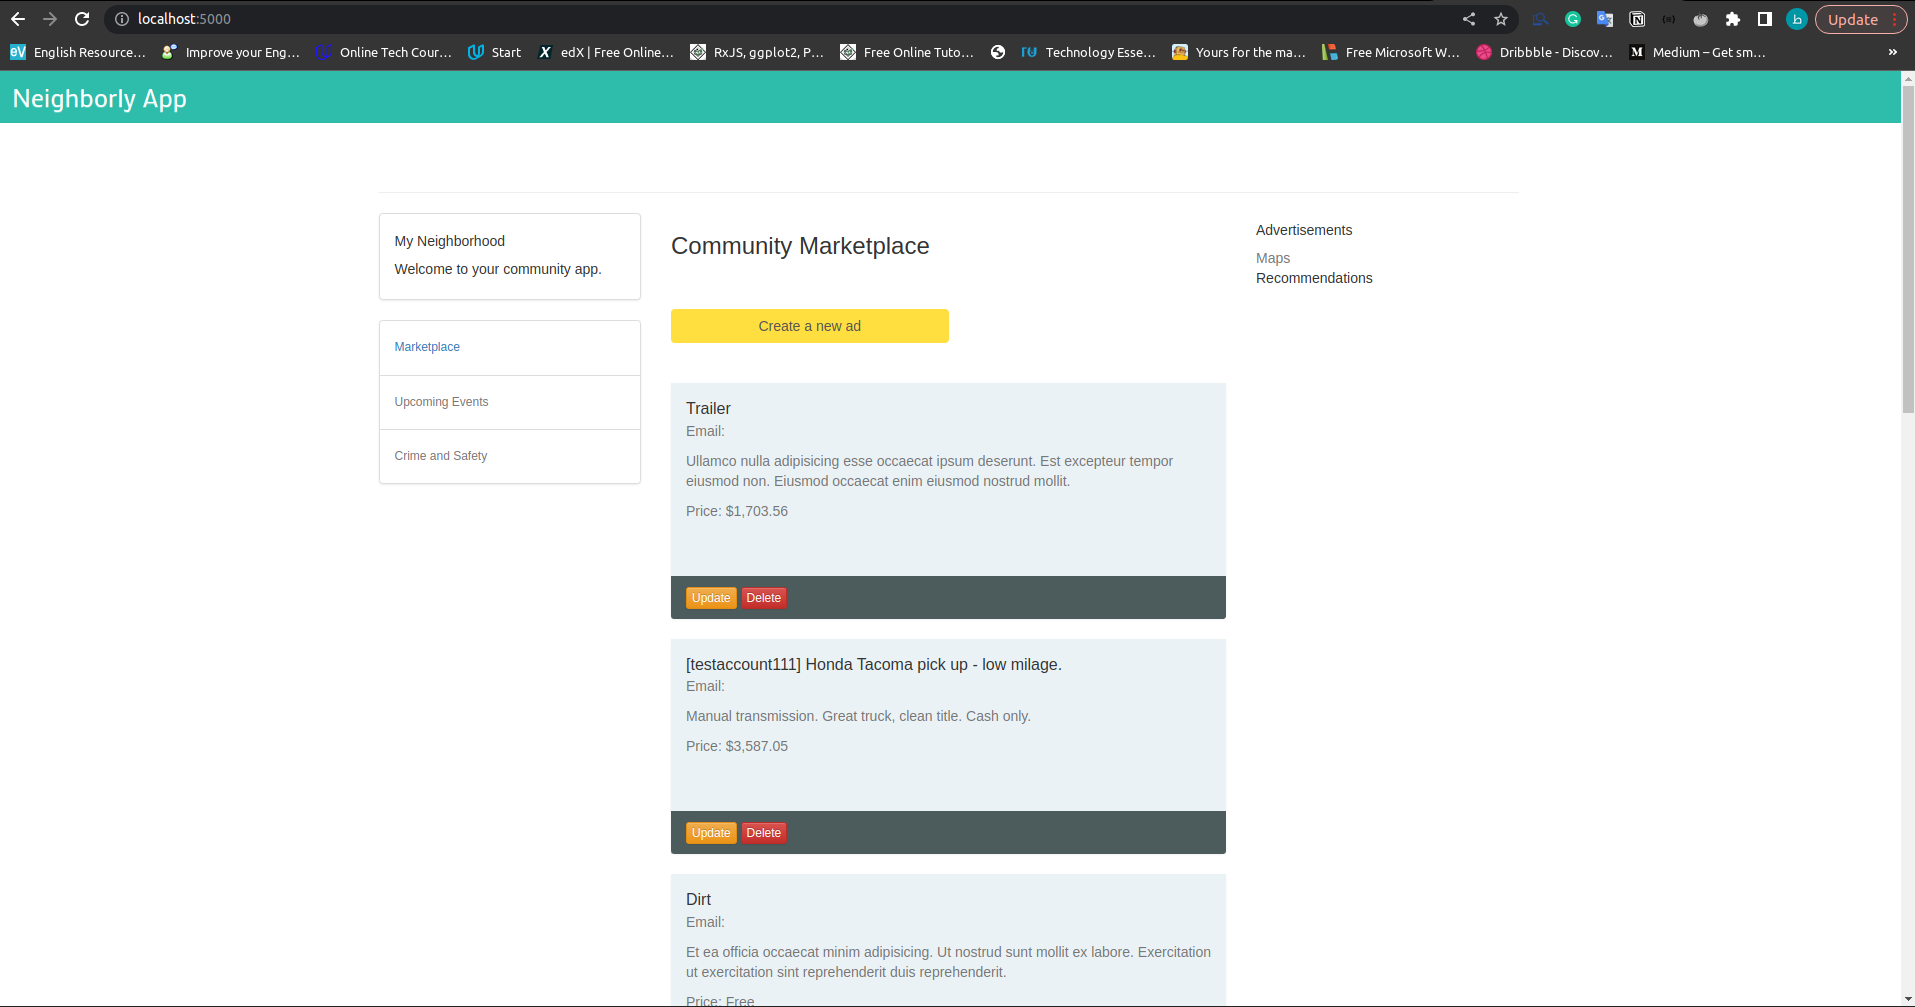 localhost:5000
Update
English Resource...
Improve your Eng...
Online Tech Cour...
Start
edX | Free Online...
RxJS, ggplot2, P...
Free Online Tuto...
Technology Esse...
Yours for the ma...
Free Microsoft W...
Dribbble - Discov...
Medium – Get sm...
»
Neighborly App
My Neighborhood
Welcome to your community app.
Marketplace
Upcoming Events
Crime and Safety
Community Marketplace
Create a new ad
Trailer
Email:
Ullamco nulla adipisicing esse occaecat ipsum deserunt. Est excepteur tempor
eiusmod non. Eiusmod occaecat enim eiusmod nostrud mollit.
Price: $1,703.56
Update Delete
[testaccount111] Honda Tacoma pick up - low milage.
Email:
Manual transmission. Great truck, clean title. Cash only.
Price: $3,587.05
Update Delete
Dirt
Email:
Et ea officia occaecat minim adipisicing. Ut nostrud sunt mollit ex labore. Exercitation
ut exercitation sint reprehenderit duis reprehenderit.
Price: Free
Advertisements
Maps
Recommendations